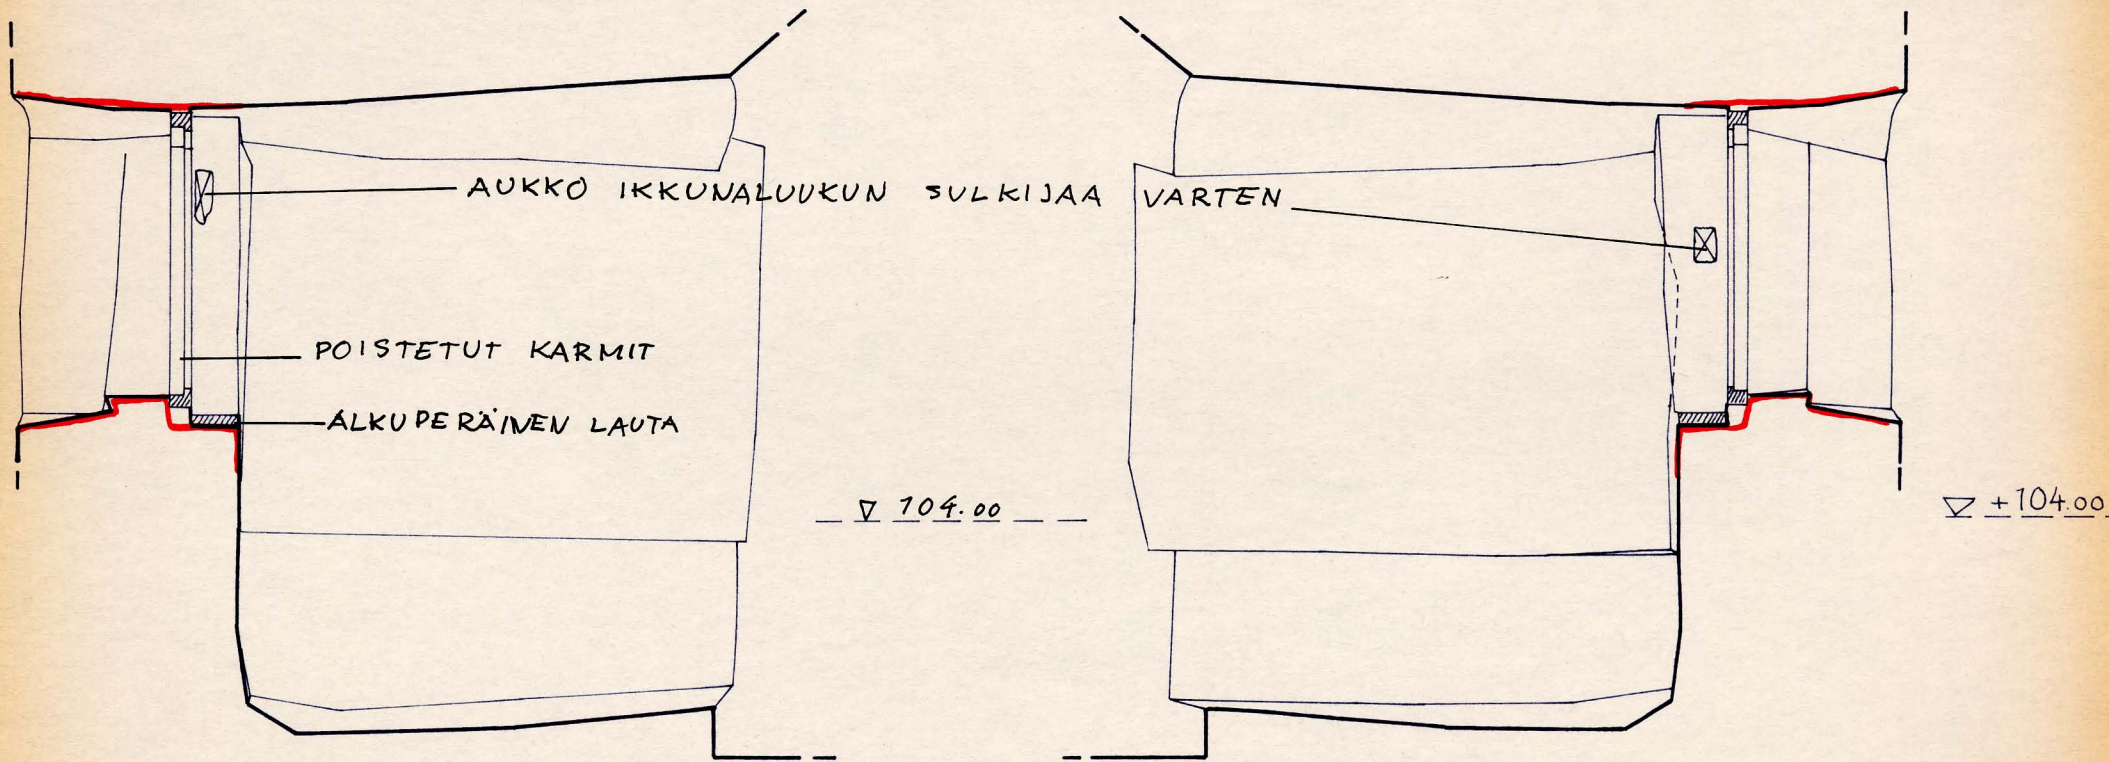 AUKKO IKKUNALUUKUN SULKIJAA VARTEN
POISTETUT KARMIT
ALKUPERÄINEN LAUTA
104.00
+104.00